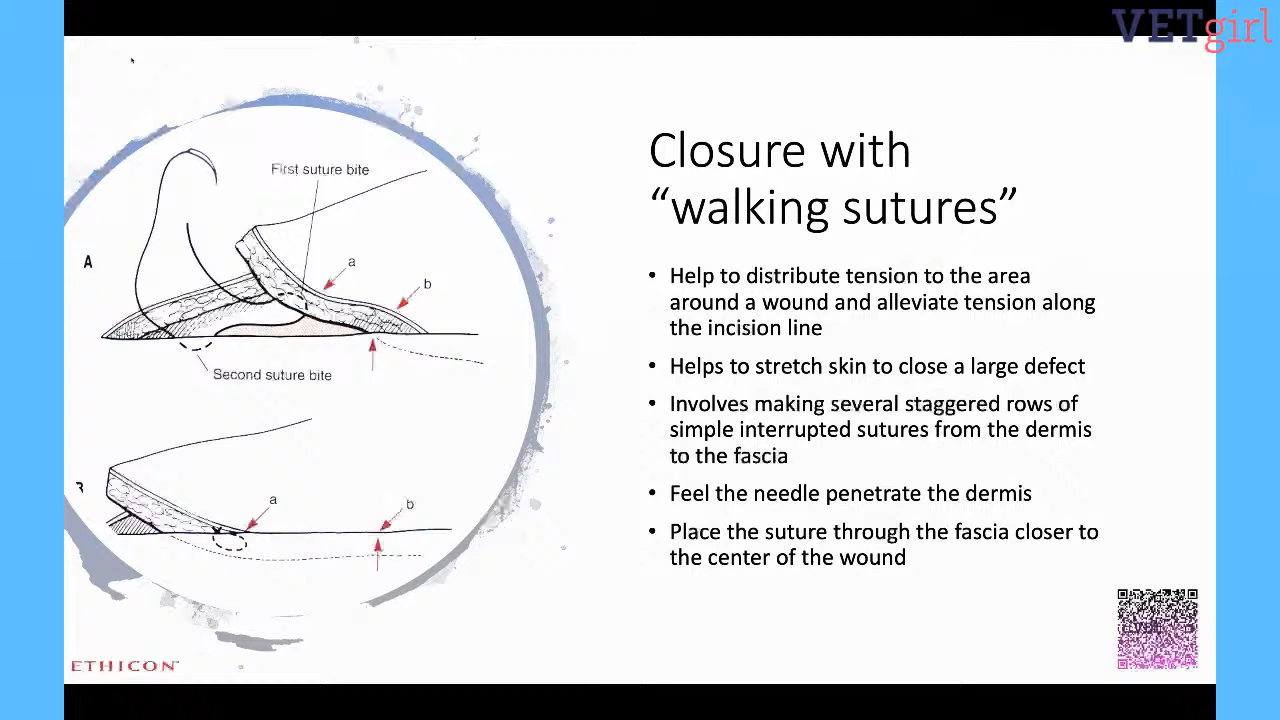 VETgirl
Closure with
“walking sutures”
• Help to distribute tension to the area
around a wound and alleviate tension along
the incision line
• Helps to stretch skin to close a large defect
• Involves making several staggered rows of
simple interrupted sutures from the dermis
to the fascia
• Feel the needle penetrate the dermis
• Place the suture through the fascia closer to
the center of the wound
First suture bite
A
a
b
Second suture bite
a
b
ETHICON™